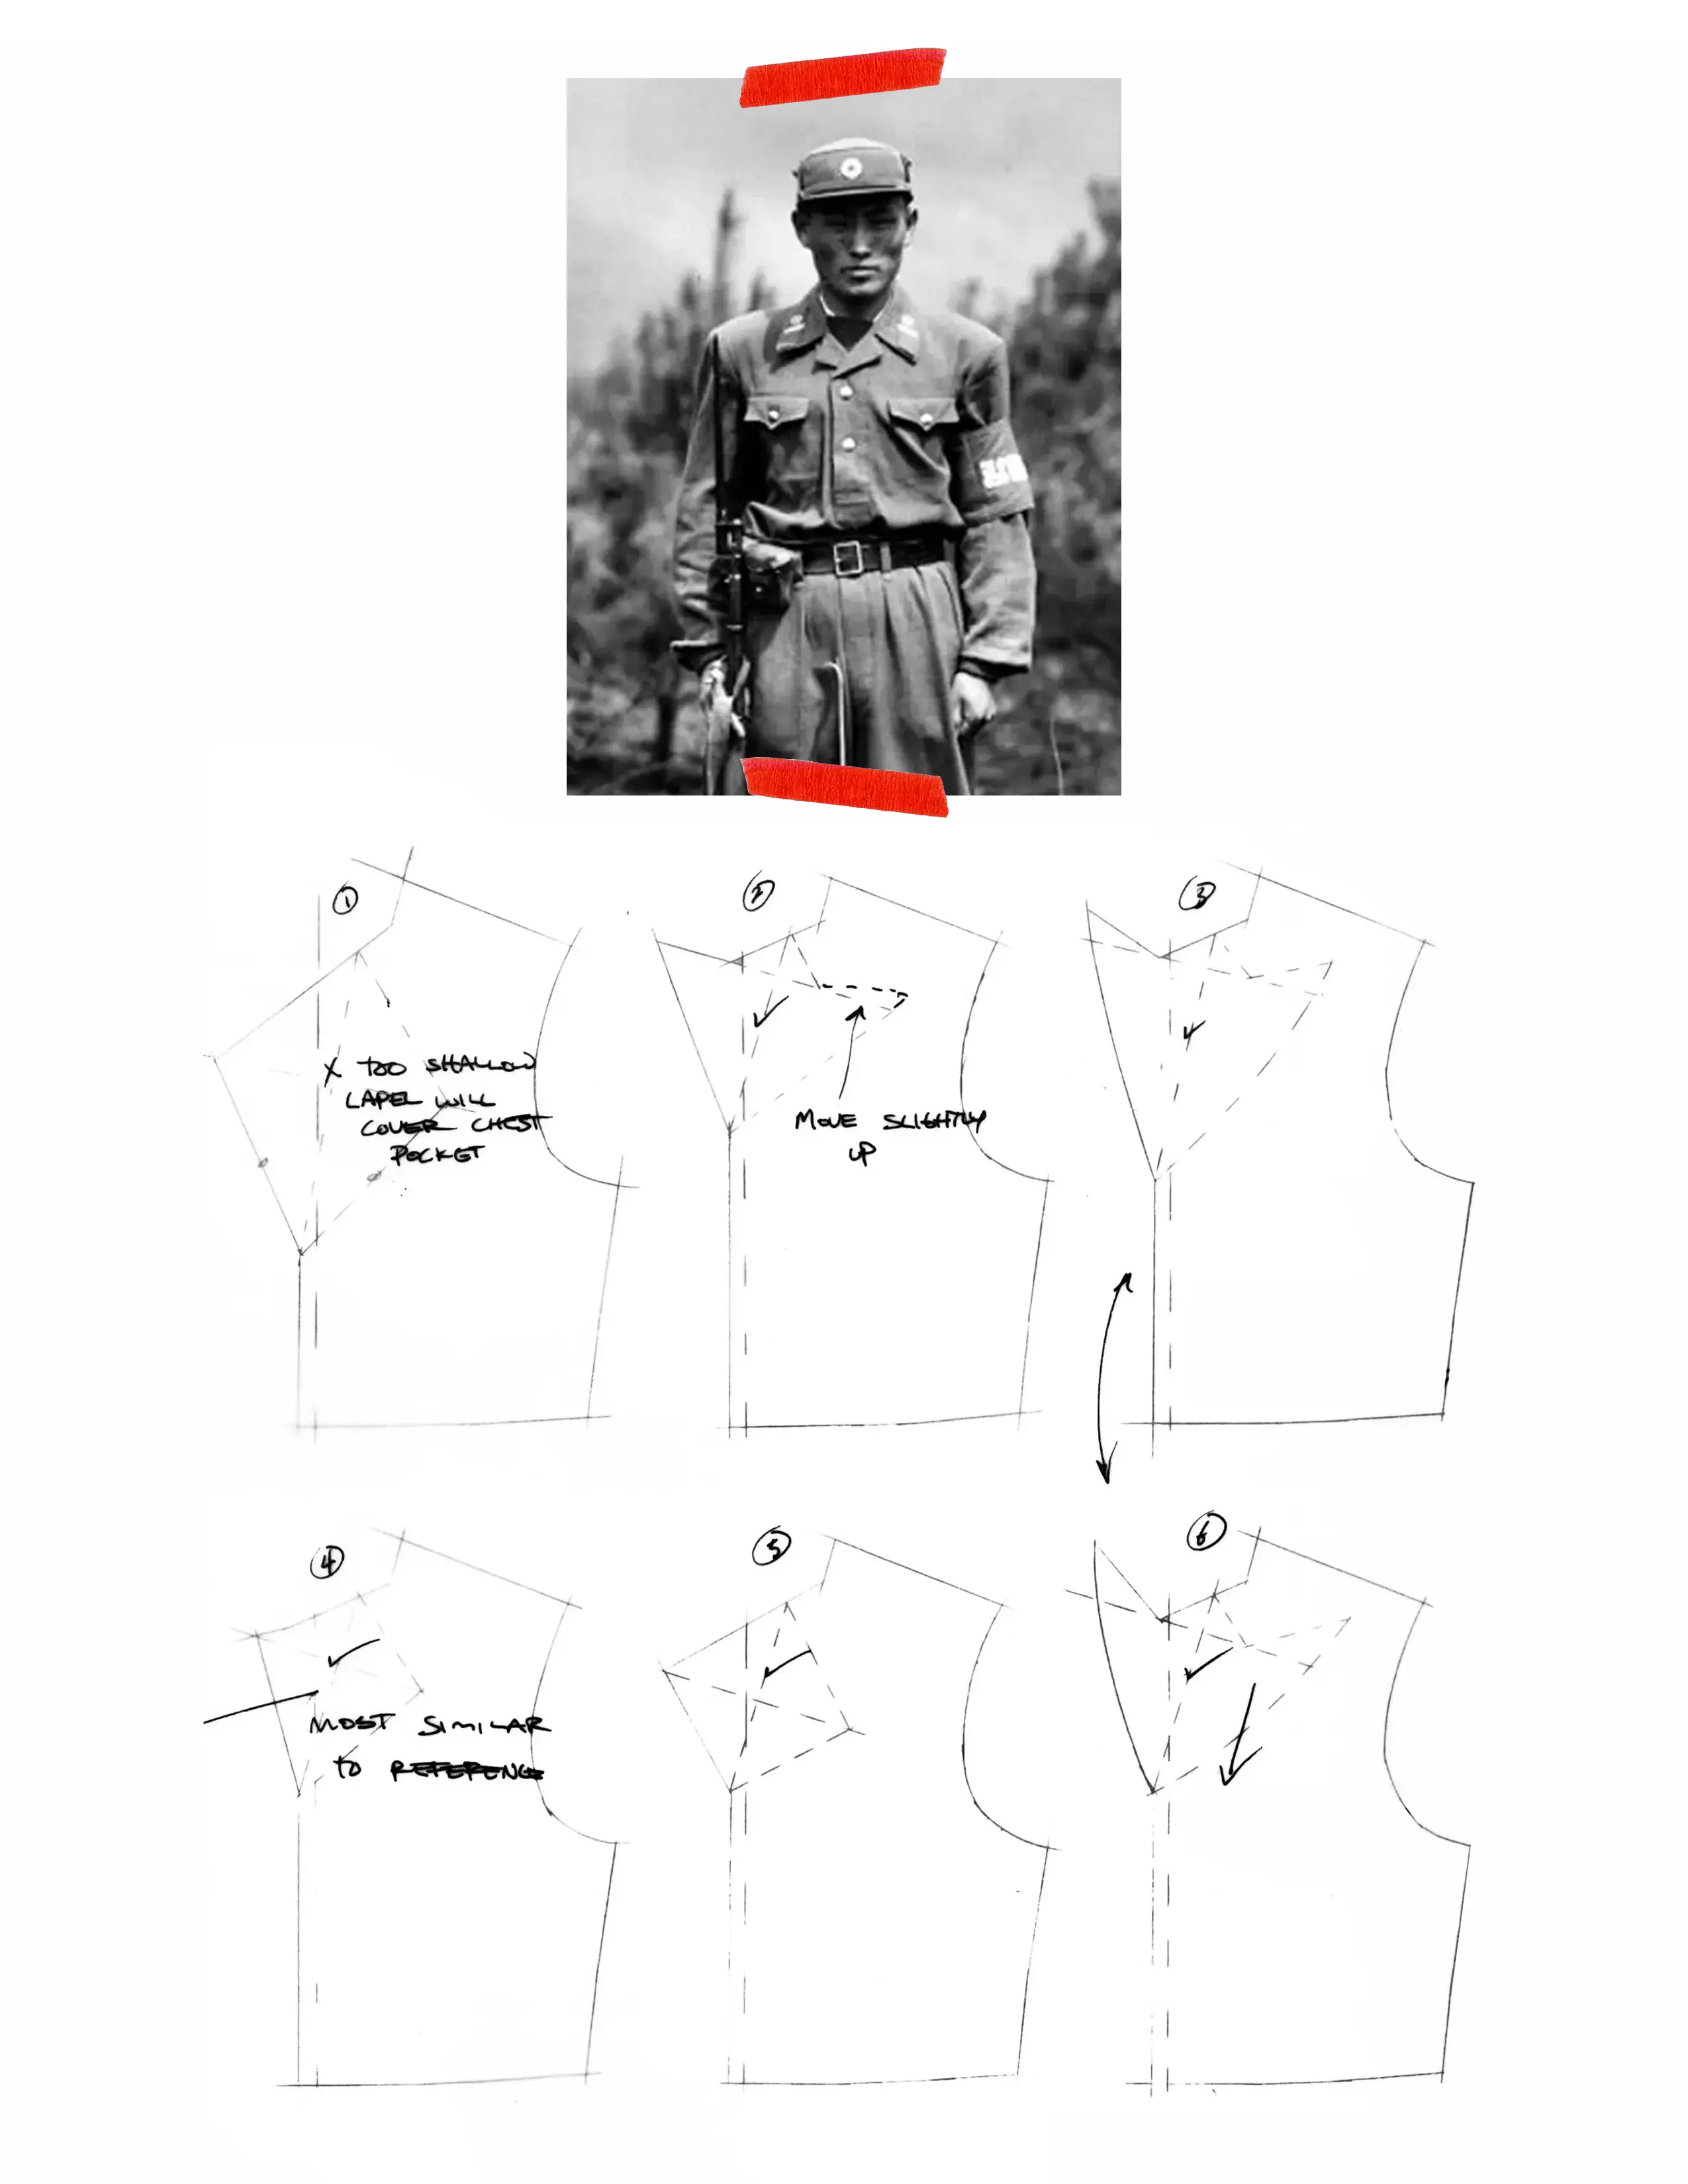 1
X TOO SHALLOW
LAPEL WILL
COVER CHEST
POCKET
2
MOVE SLIGHTLY
UP
3
4
MOST SIMILAR
TO REFERENCE
5
6